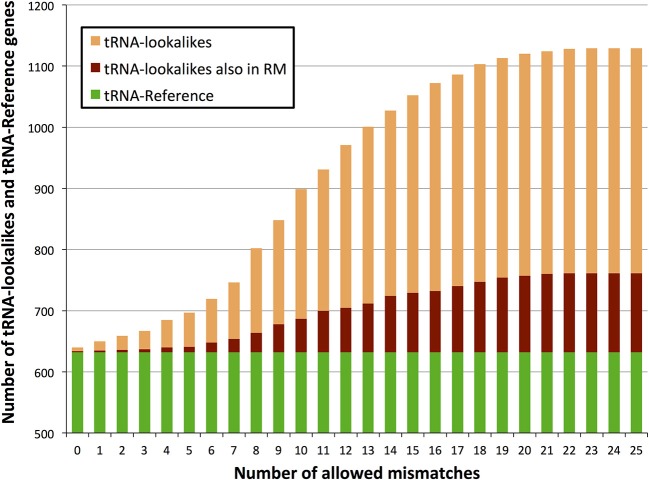 1200
1100
1000
900
800
700
600
500
Number of tRNA-lookalikes and tRNA-Reference genes
tRNA-lookalikes
tRNA-lookalikes also in RM
tRNA-Reference
0 1 2 3 4 5 6 7 8 9 10 11 12 13 14 15 16 17 18 19 20 21 22 23 24 25
Number of allowed mismatches